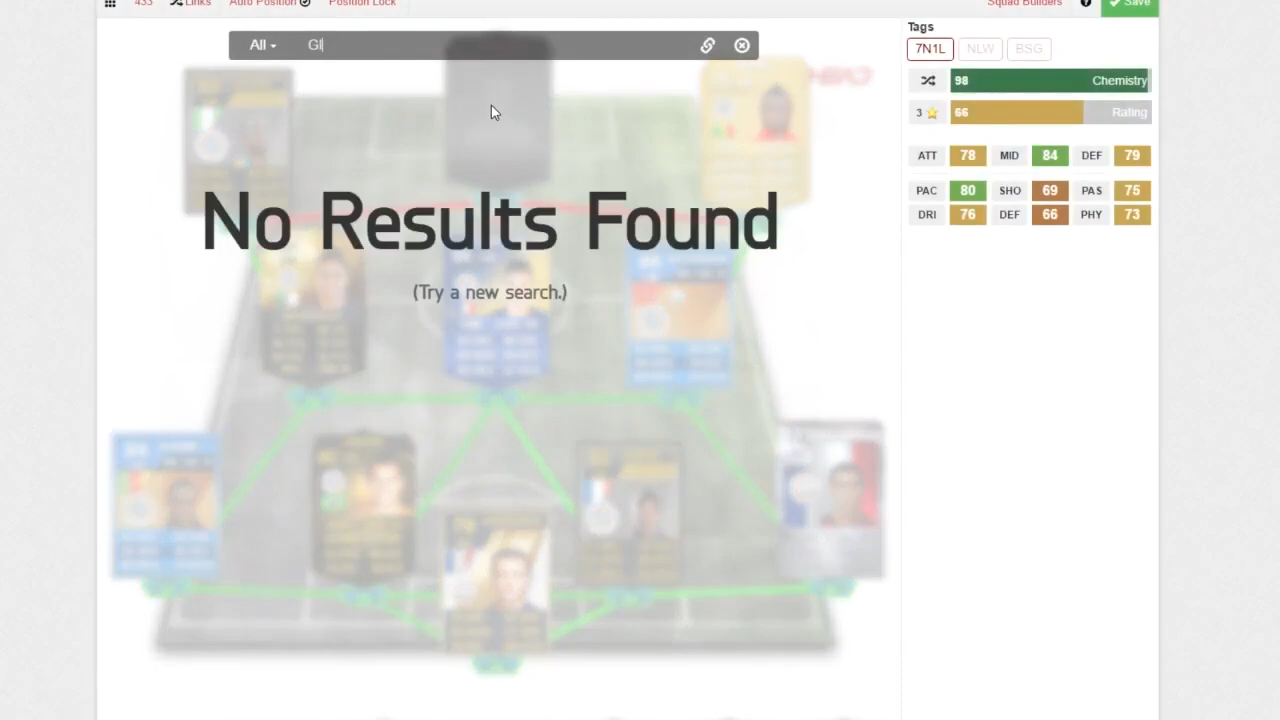 433 Links Auto Position Position Lock Squad Builders Save
All Gi
Tags
7N1L NLW BSG
98 Chemistry
3 66 Rating
ATT 78 MID 84 DEF 79
PAC 80 SHO 69 PAS 75
DRI 76 DEF 66 PHY 73
No Results Found
(Try a new search.)